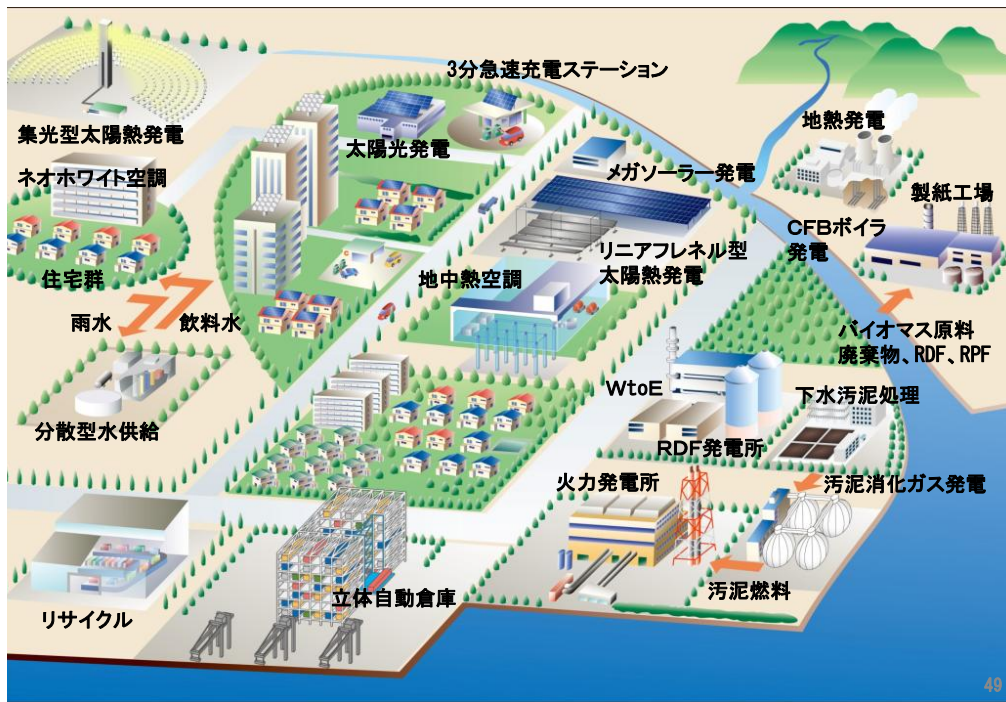 3分急速充電ステーション
集光型太陽熱発電
太陽光発電
地熱発電
ネオホワイト空調
メガソーラー発電
製紙工場
CFBボイラ
発電
リニアフレネル型
太陽熱発電
住宅群
地中熱空調
雨水
飲料水
バイオマス原料
廃棄物、RDF、RPF
WtoE
下水汚泥処理
分散型水供給
RDF発電所
火力発電所
汚泥消化ガス発電
汚泥燃料
立体自動倉庫
リサイクル
49